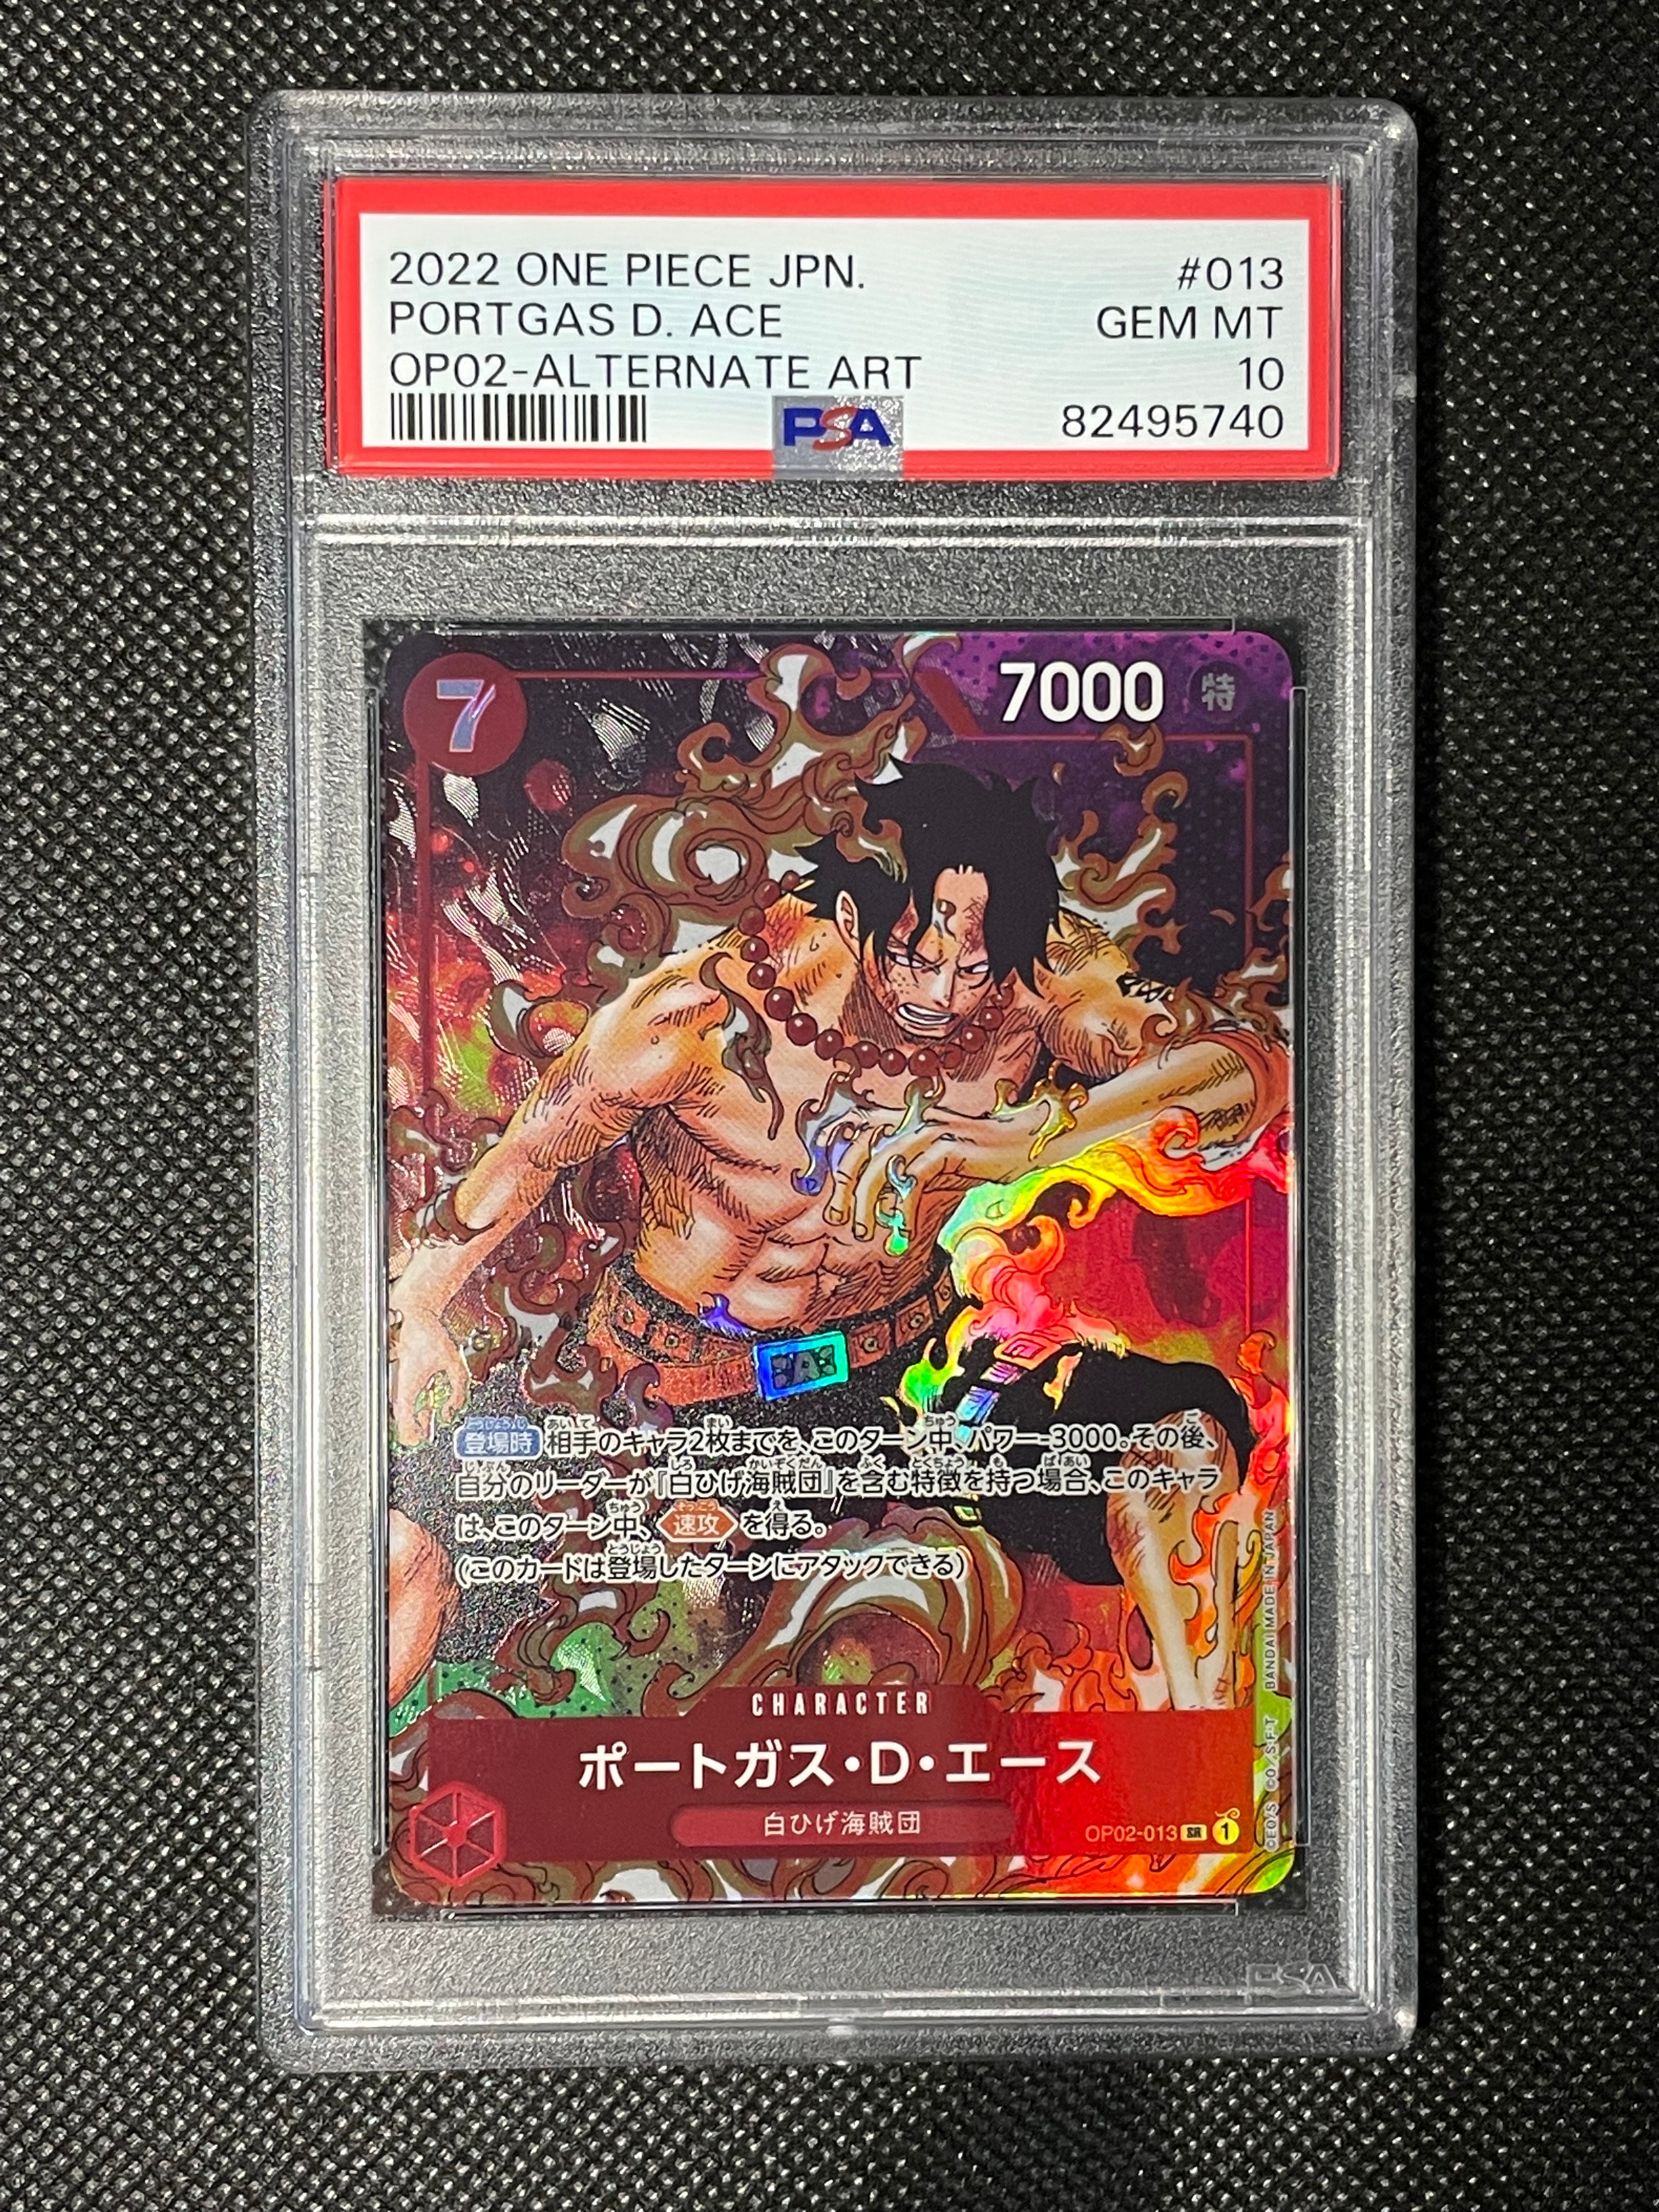 2022 ONE PIECE JPN. #013
PORTGAS D. ACE GEM MT
OP02-ALTERNATE ART 10
PSA 82495740
7 7000 特
A
登場時 相手のキャラ2枚までを、このターン中、パワー-3000。その後、
自分のリーダーが『白ひげ海賊団』を含む特徴を持つ場合、このキャラ
は、このターン中、速攻を得る。
(このカードは登場したターンにアタックできる)
CHARACTER
ポートガス・D・エース
白ひげ海賊団
OP02-013 SR 1
BANDAI MADE IN JAPAN
PSA